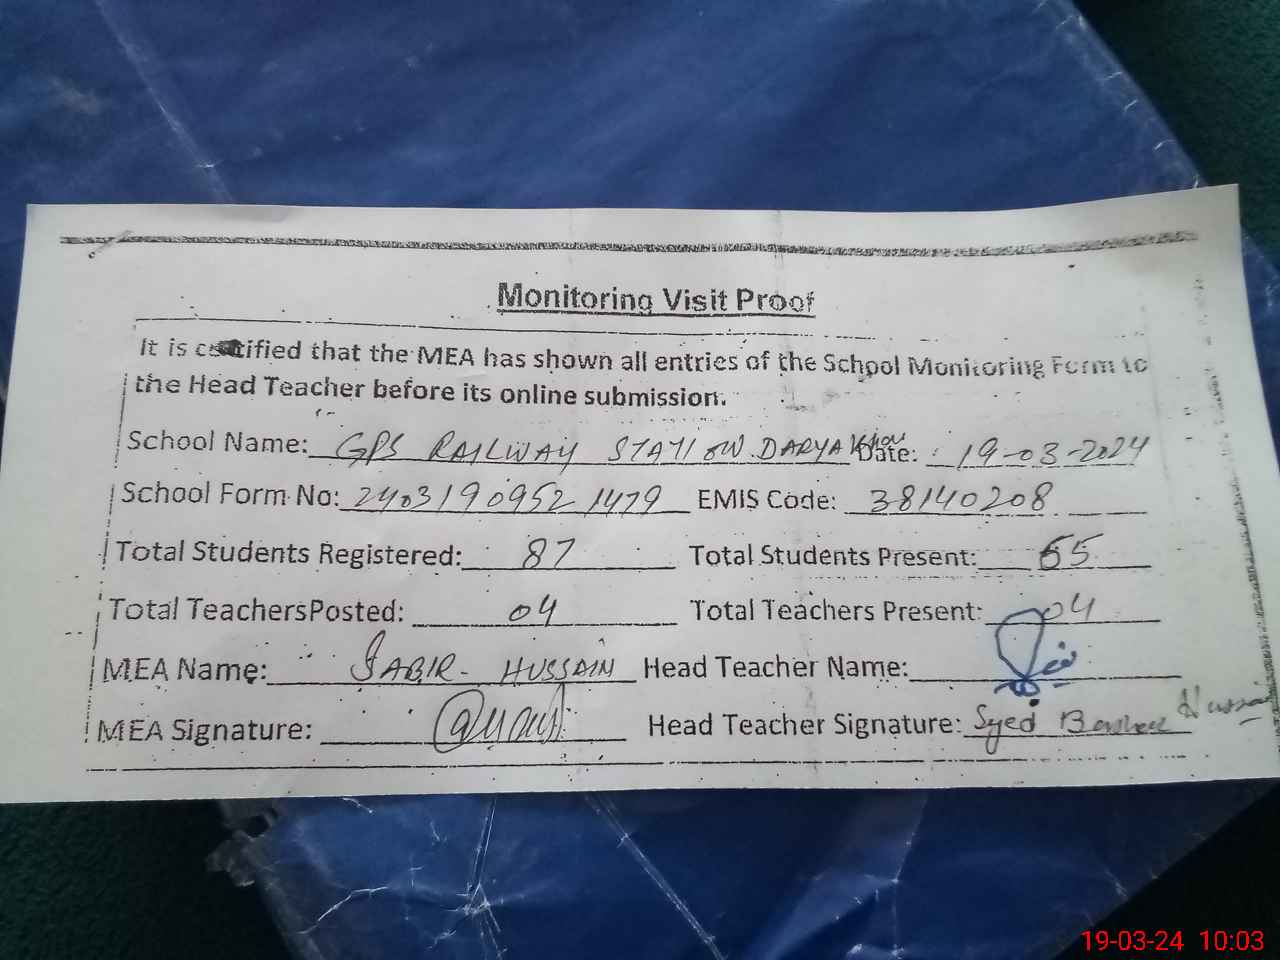 Monitoring Visit Proof
It is certified that the MEA has shown all entries of the School Monitoring Form to
the Head Teacher before its online submission.
School Name: GPS RAILWAY STATION DARYA Khan Date: 19-03-2024
School Form No: 24031909521479 EMIS Code: 38140208
Total Students Registered: 87 Total Students Present: 65
Total TeachersPosted: 04 Total Teachers Present: 04
MEA Name: SABIR - HUSSAIN Head Teacher Name:
MEA Signature: Head Teacher Signature: Syed Hussain
19-03-24 10:03